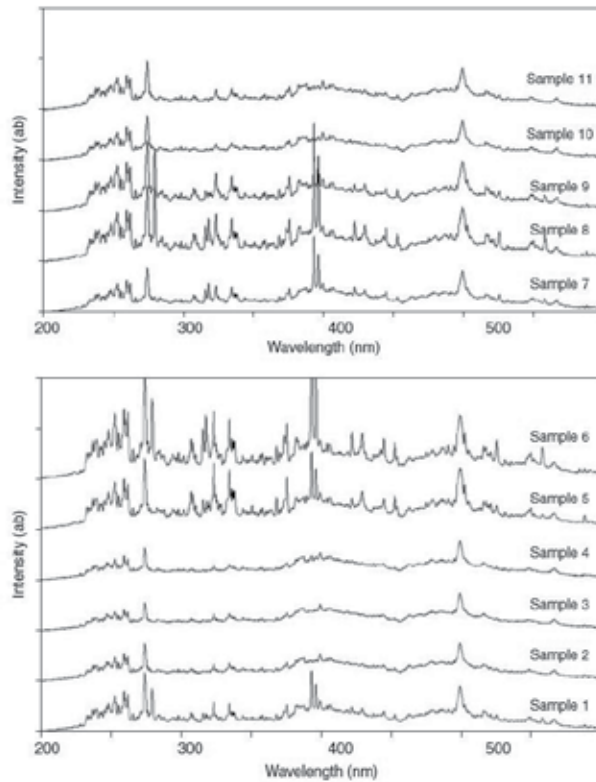 Intensity (ab)
Sample 11
Sample 10
Sample 9
Sample 8
Sample 7
200
300
400
500
Wavelength (nm)
Intensity (ab)
Sample 6
Sample 5
Sample 4
Sample 3
Sample 2
Sample 1
200
300
400
500
Wavelength (nm)